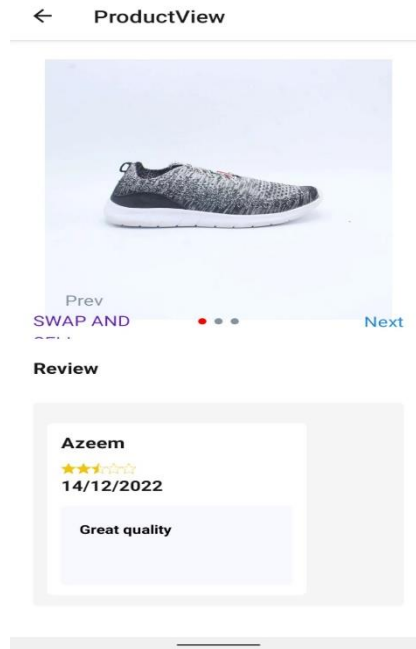 ProductView
Prev
SWAP AND
Next
Review
Azeem
14/12/2022
Great quality